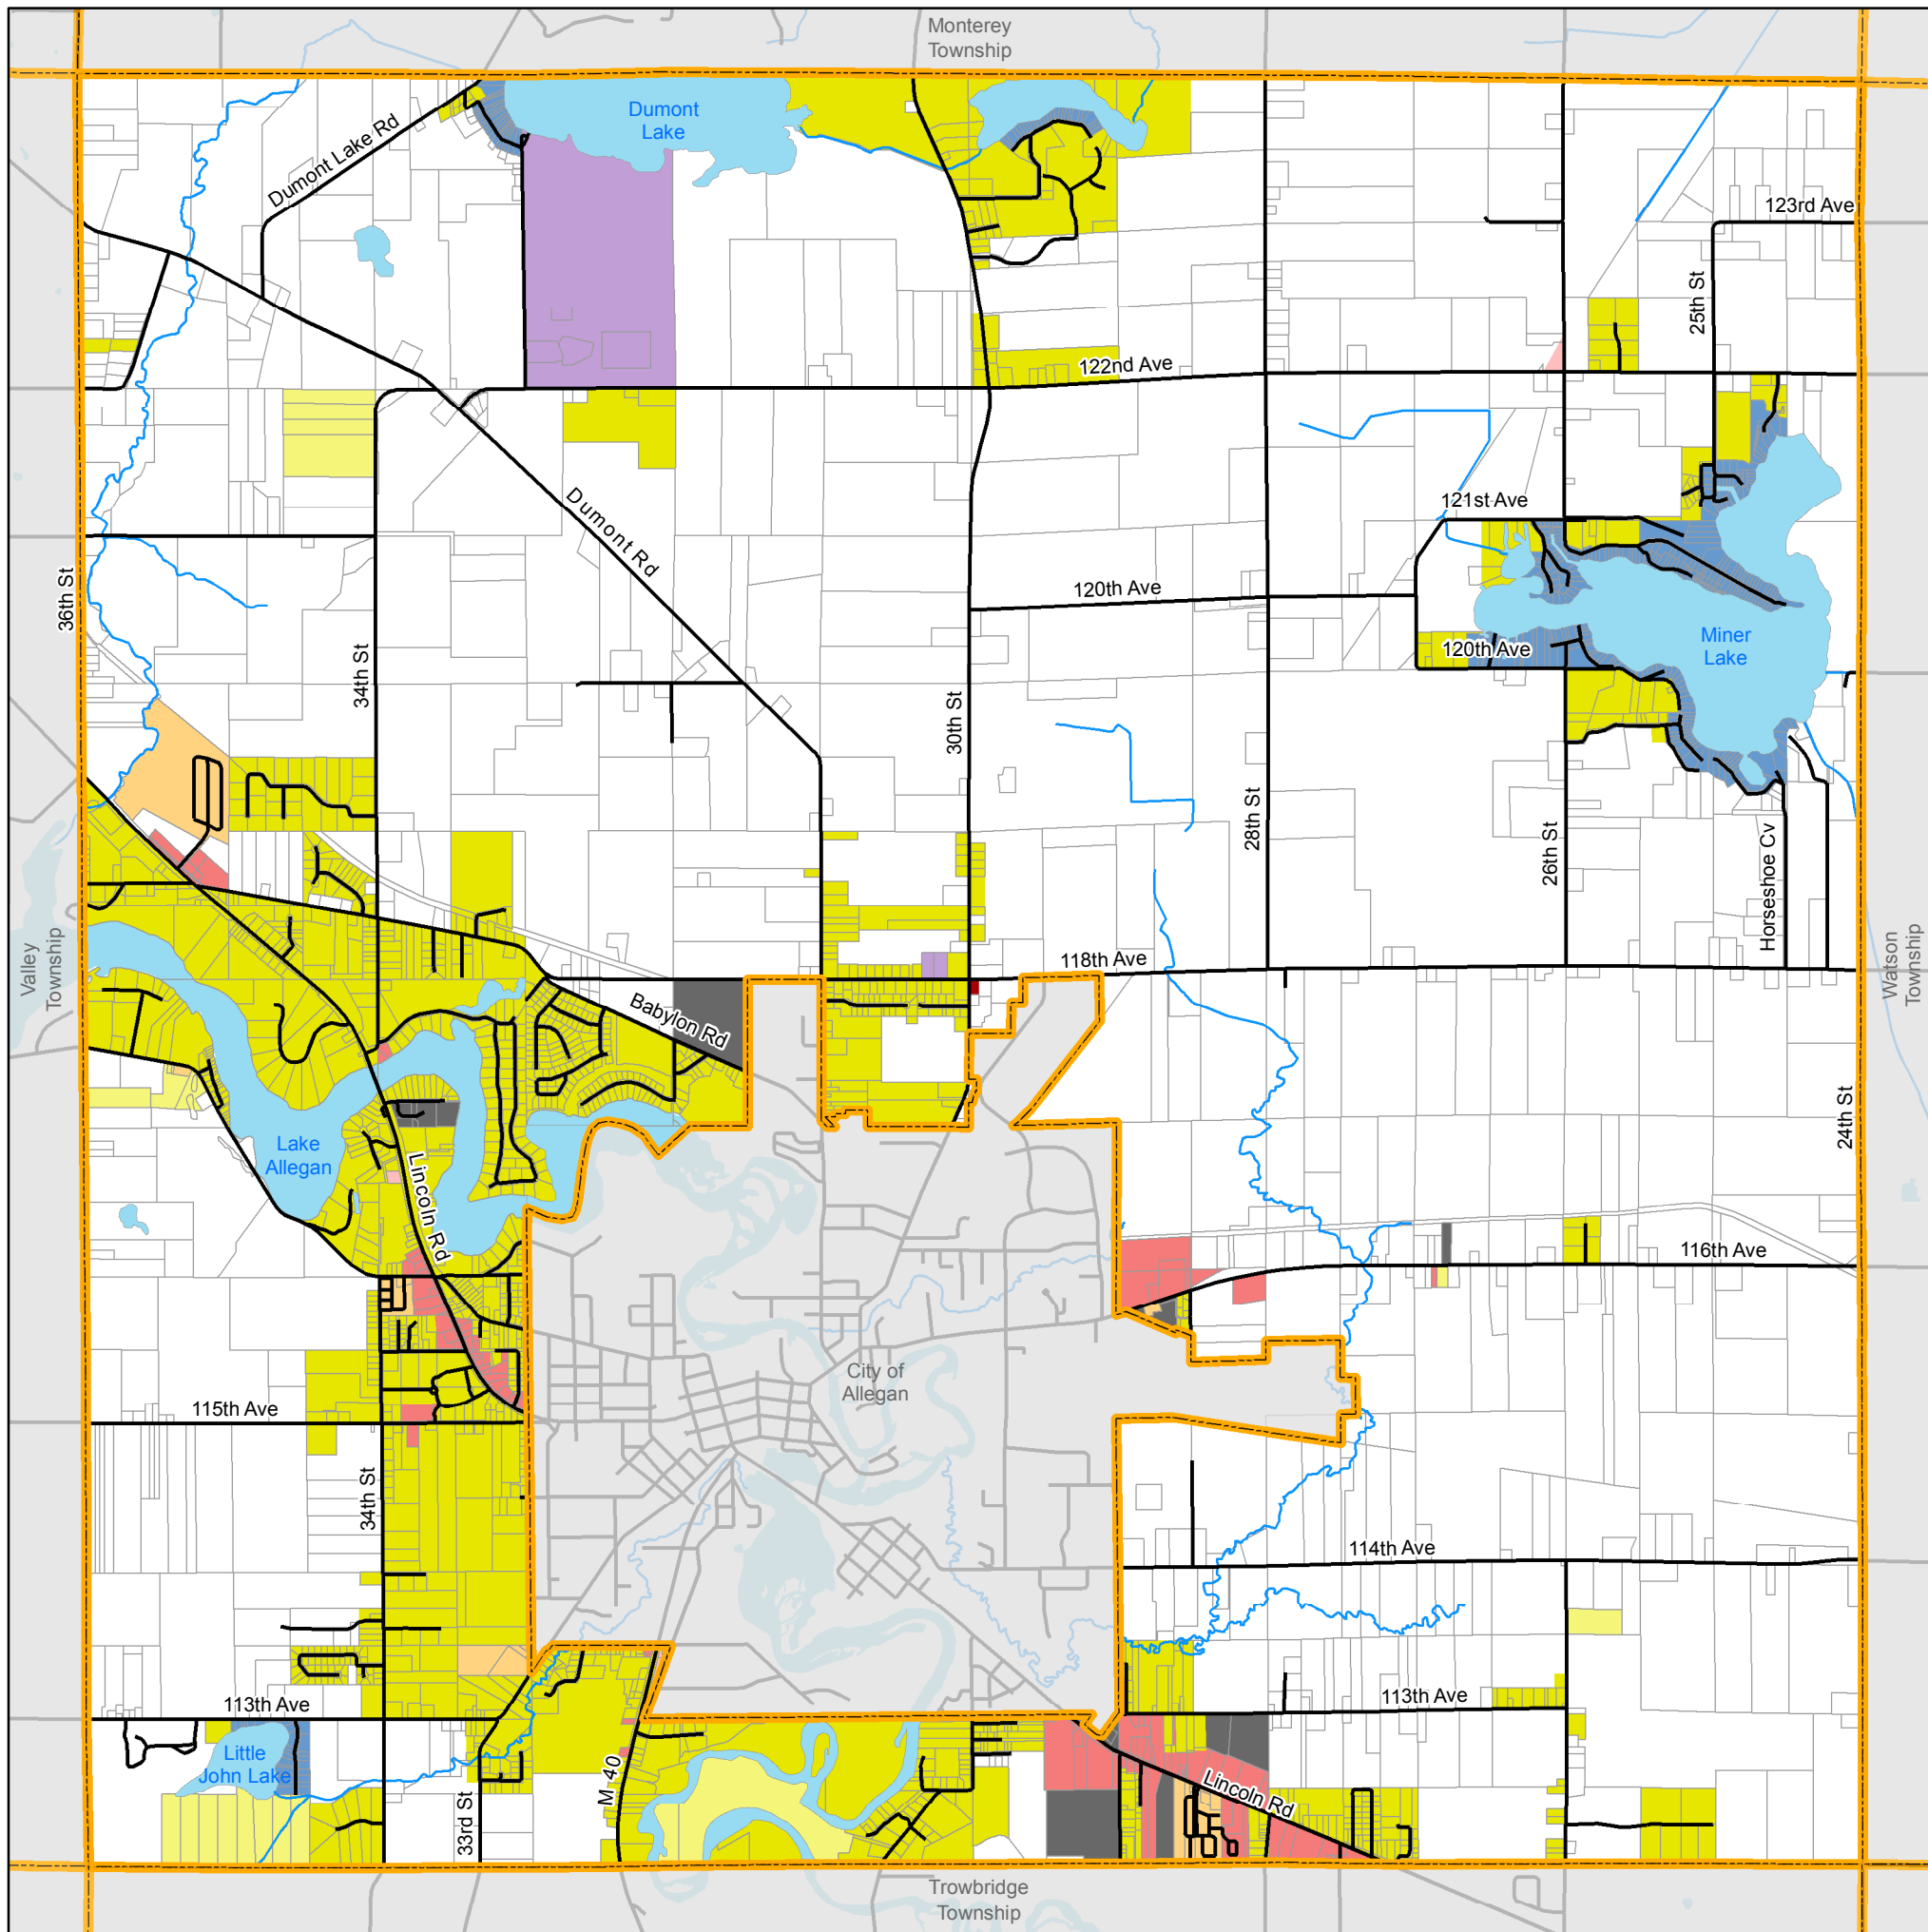 Monterey
Township
Dumont
Lake
Dumont Lake Rd
123rd Ave
25th St
122nd Ave
Dumont Rd
121st Ave
36th St
120th Ave
120th Ave
Miner
Lake
34th St
30th St
28th St
26th St
Horseshoe Cv
Valley
Township
118th Ave
Watson
Township
Babylon Rd
24th St
Lake
Allegan
Lincoln Rd
116th Ave
City of
Allegan
115th Ave
34th St
114th Ave
113th Ave
113th Ave
Little
John Lake
M 40
33rd St
Lincoln Rd
Trowbridge
Township